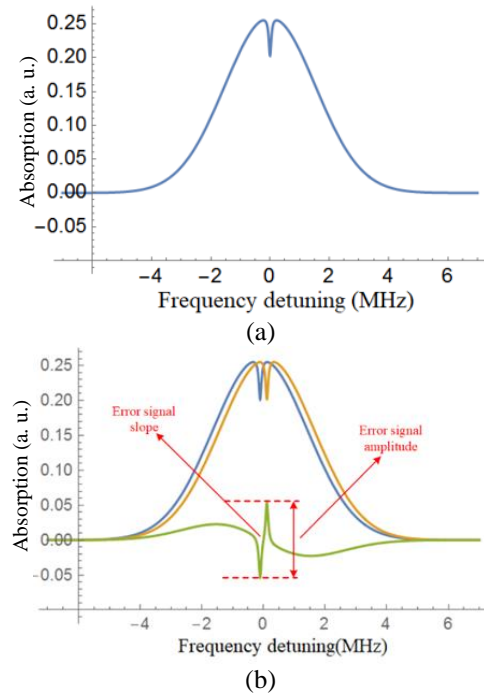 0.25
0.20
0.15
0.10
0.05
0.00
−0.05
Absorption (a. u.)
−4 −2 0 2 4 6
Frequency detuning (MHz)
(a)
0.25
0.20
0.15
0.10
0.05
0.00
-0.05
Absorption (a. u.)
Error signal
slope
Error signal
amplitude
−4 −2 0 2 4 6
Frequency detuning(MHz)
(b)